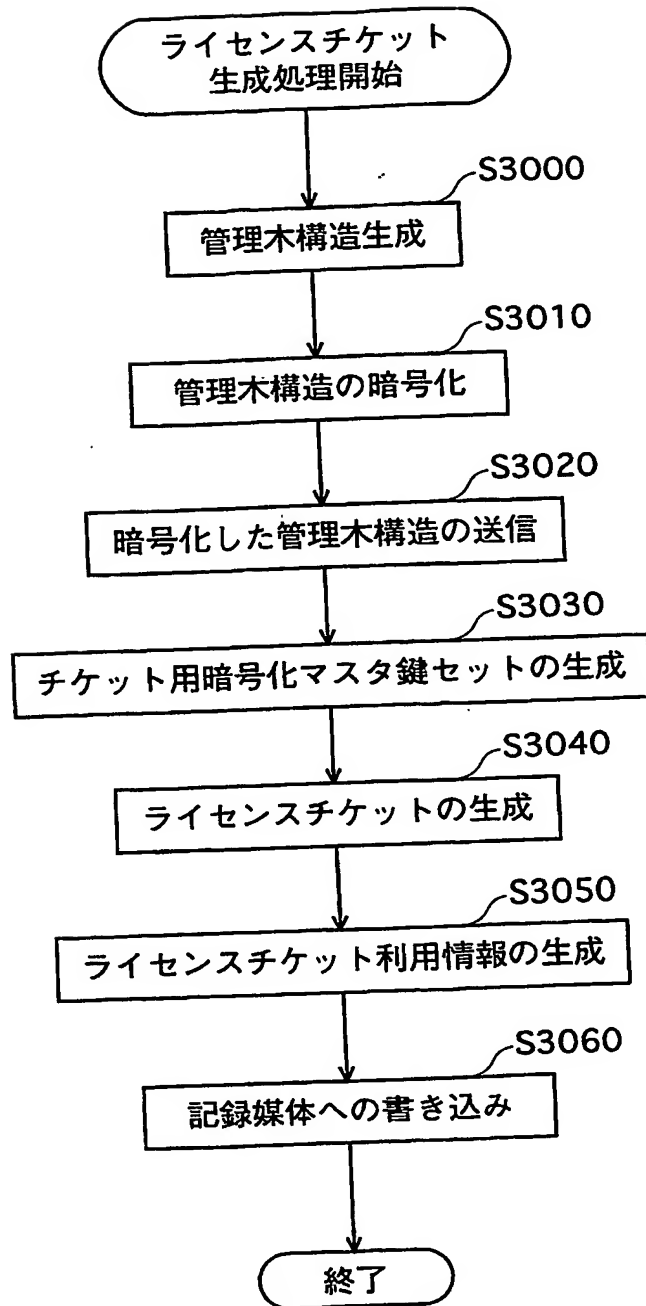 ライセンスチケット
生成処理開始
S3000
管理木構造生成
S3010
管理木構造の暗号化
S3020
暗号化した管理木構造の送信
S3030
チケット用暗号化マスタ鍵セットの生成
S3040
ライセンスチケットの生成
S3050
ライセンスチケット利用情報の生成
S3060
記録媒体への書き込み
終了